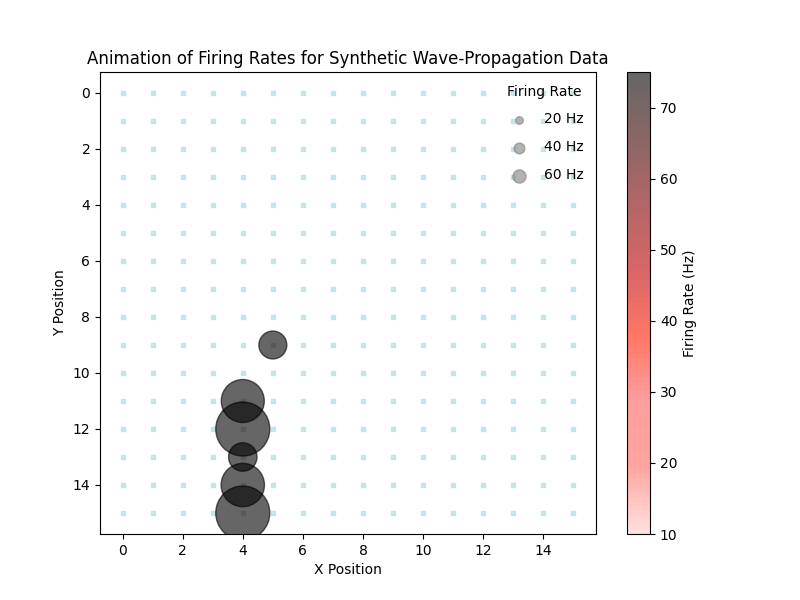 Animation of Firing Rates for Synthetic Wave-Propagation Data
Firing Rate
20 Hz
40 Hz
60 Hz
0
2
4
6
8
10
12
14
Y Position
0 2 4 6 8 10 12 14
X Position
70
60
50
40
30
20
10
Firing Rate (Hz)